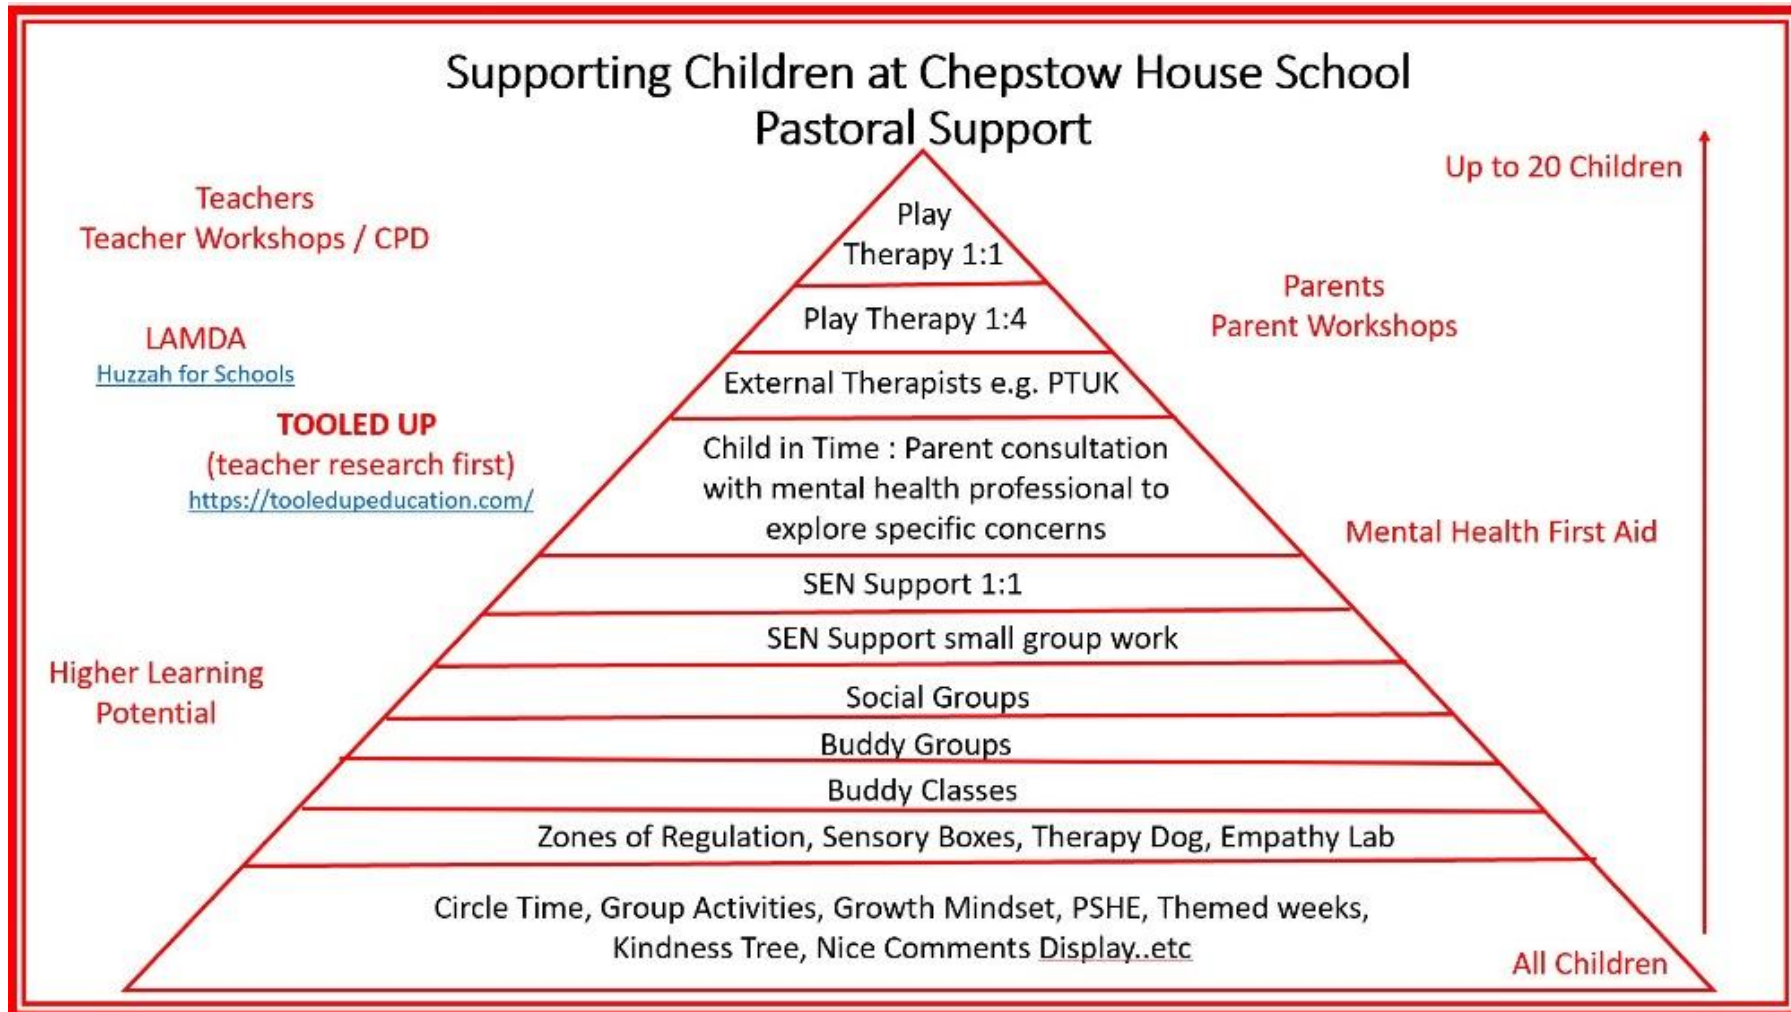 Supporting Children at Chepstow House School
Pastoral Support
Teachers
Teacher Workshops / CPD
LAMDA
Huzzah for Schools
TOOLED UP
(teacher research first)
https://tooledupeducation.com/
Higher Learning
Potential
Play
Therapy 1:1
Play Therapy 1:4
External Therapists e.g. PTUK
Child in Time : Parent consultation
with mental health professional to
explore specific concerns
SEN Support 1:1
SEN Support small group work
Social Groups
Buddy Groups
Buddy Classes
Zones of Regulation, Sensory Boxes, Therapy Dog, Empathy Lab
Circle Time, Group Activities, Growth Mindset, PSHE, Themed weeks,
Kindness Tree, Nice Comments Display..etc
Up to 20 Children
Parents
Parent Workshops
Mental Health First Aid
All Children